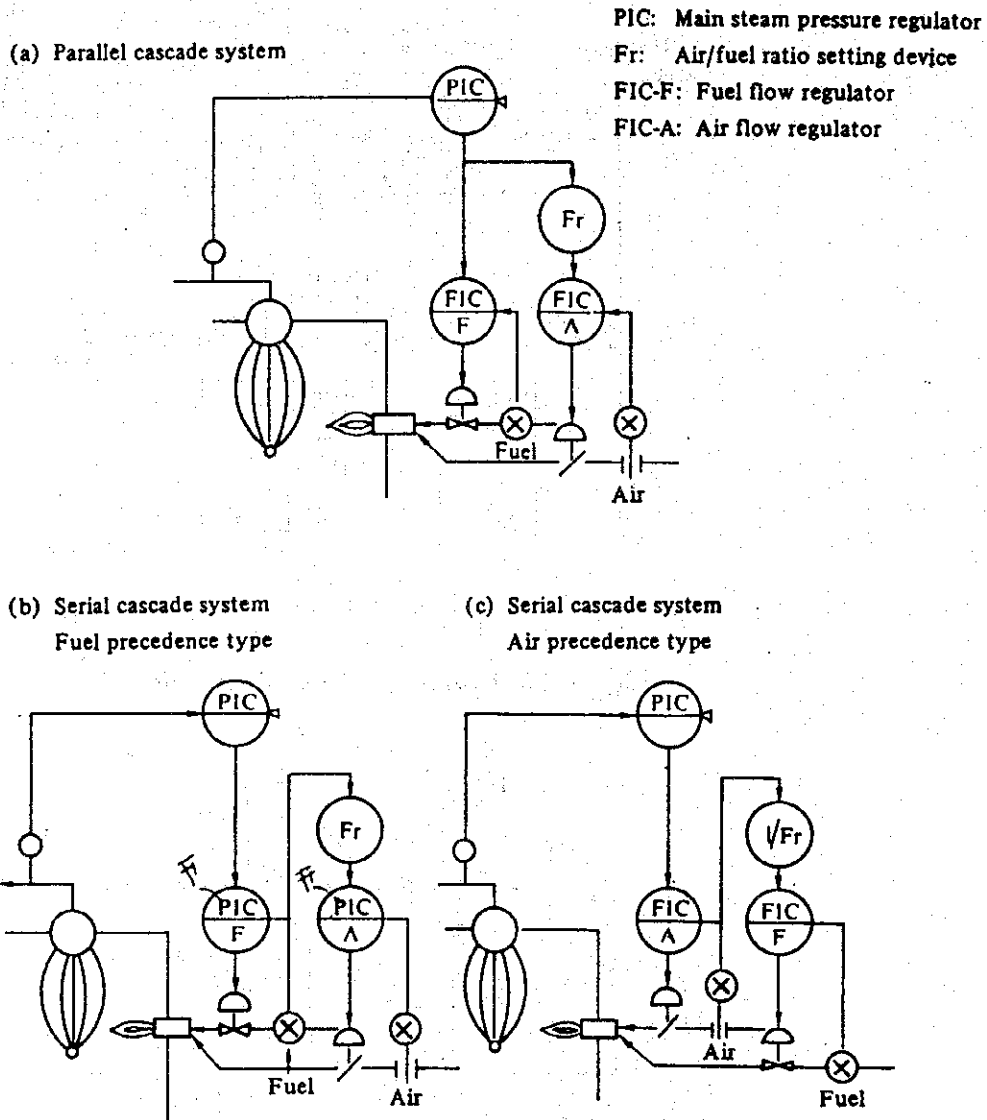 PIC: Main steam pressure regulator
(a) Parallel cascade system
Fr: Air/fuel ratio setting device
FIC-F: Fuel flow regulator
FIC-A: Air flow regulator
PIC
Fr
FIC
F
FIC
A
Fuel
Air
(b) Serial cascade system
Fuel precedence type
(c) Serial cascade system
Air precedence type
PIC
Fr
PIC
F
PIC
A
Fuel
Air
PIC
1/Fr
FIC
A
FIC
F
Air
Fuel